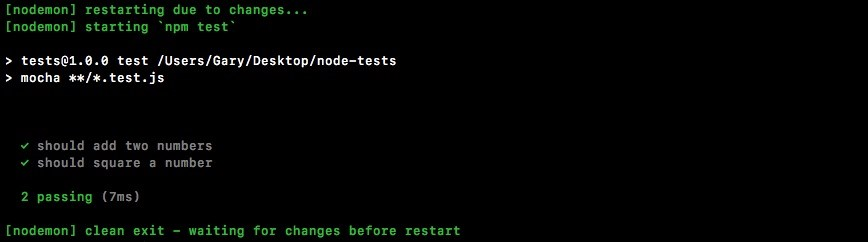 [nodemon] restarting due to changes...
[nodemon] starting `npm test`
> tests@1.0.0 test /Users/Gary/Desktop/node-tests
> mocha **/*.test.js
✓ should add two numbers
✓ should square a number
2 passing (7ms)
[nodemon] clean exit - waiting for changes before restart